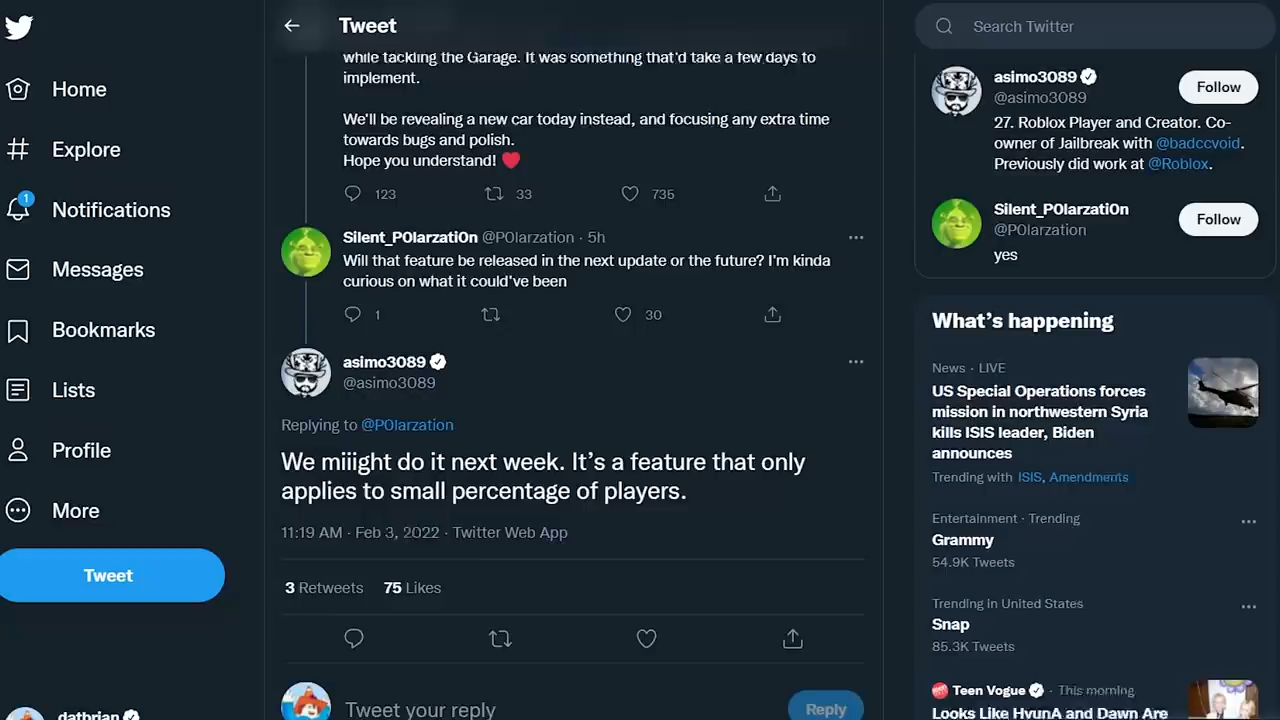 Home
Explore
1
Notifications
Messages
Bookmarks
Lists
Profile
More
Tweet
datbrian
Tweet
while tackling the Garage. It was something that'd take a few days to
implement.
We'll be revealing a new car today instead, and focusing any extra time
towards bugs and polish.
Hope you understand! ❤️
123 33 735
Silent_P0larzati0n @P0larzation · 5h
Will that feature be released in the next update or the future? I'm kinda
curious on what it could've been
1 30
asimo3089
@asimo3089
Replying to @P0larzation
We miiight do it next week. It's a feature that only
applies to small percentage of players.
11:19 AM · Feb 3, 2022 · Twitter Web App
3 Retweets 75 Likes
Tweet your reply
Reply
Search Twitter
asimo3089
@asimo3089
Follow
27. Roblox Player and Creator. Co-
owner of Jailbreak with @badccvoid.
Previously did work at @Roblox.
Silent_P0larzati0n
@P0larzation
Follow
yes
What's happening
News · LIVE
US Special Operations forces
mission in northwestern Syria
kills ISIS leader, Biden
announces
Trending with ISIS, Amendments
Entertainment · Trending
Grammy
54.9K Tweets
Trending in United States
Snap
85.3K Tweets
Teen Vogue · This morning
Looks Like HyunA and Dawn Are